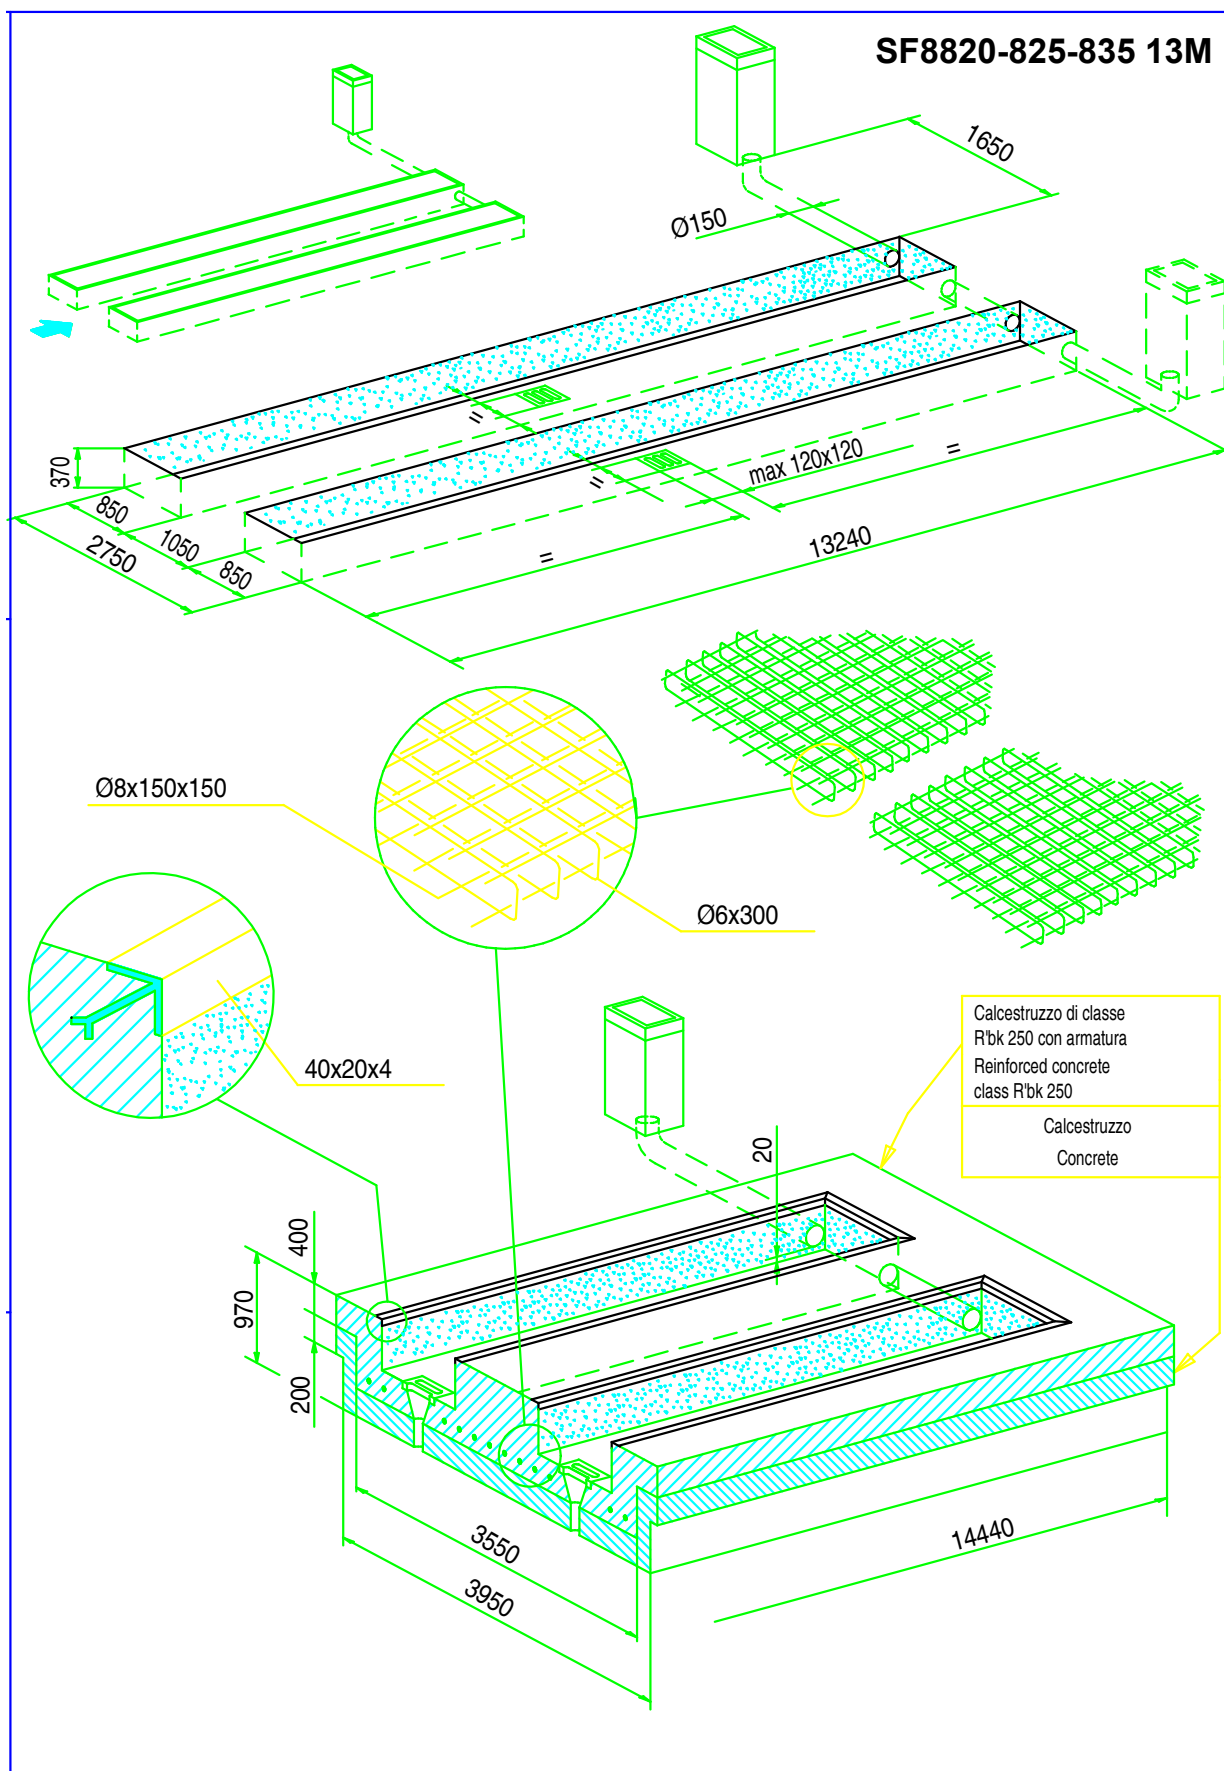 SF8820-825-835 13M
1650
Ø150
370
850
1050
850
2750
=
=
=
=
max 120x120
13240
Ø8x150x150
Ø6x300
40x20x4
Calcestruzzo di classe
R'bk 250 con armatura
Reinforced concrete
class R'bk 250
Calcestruzzo
Concrete
20
400
970
200
3550
3950
14440